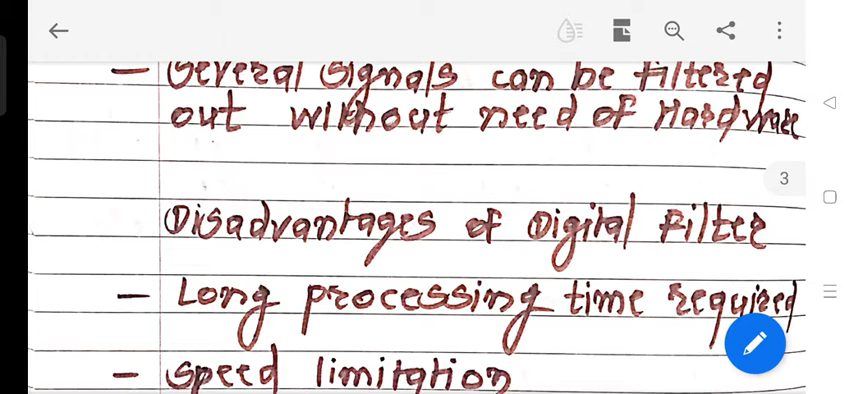 - Several signals can be filtered
out without need of Hardware
3
Disadvantages of Digital Filter
- Long processing time required
- Speed limitation